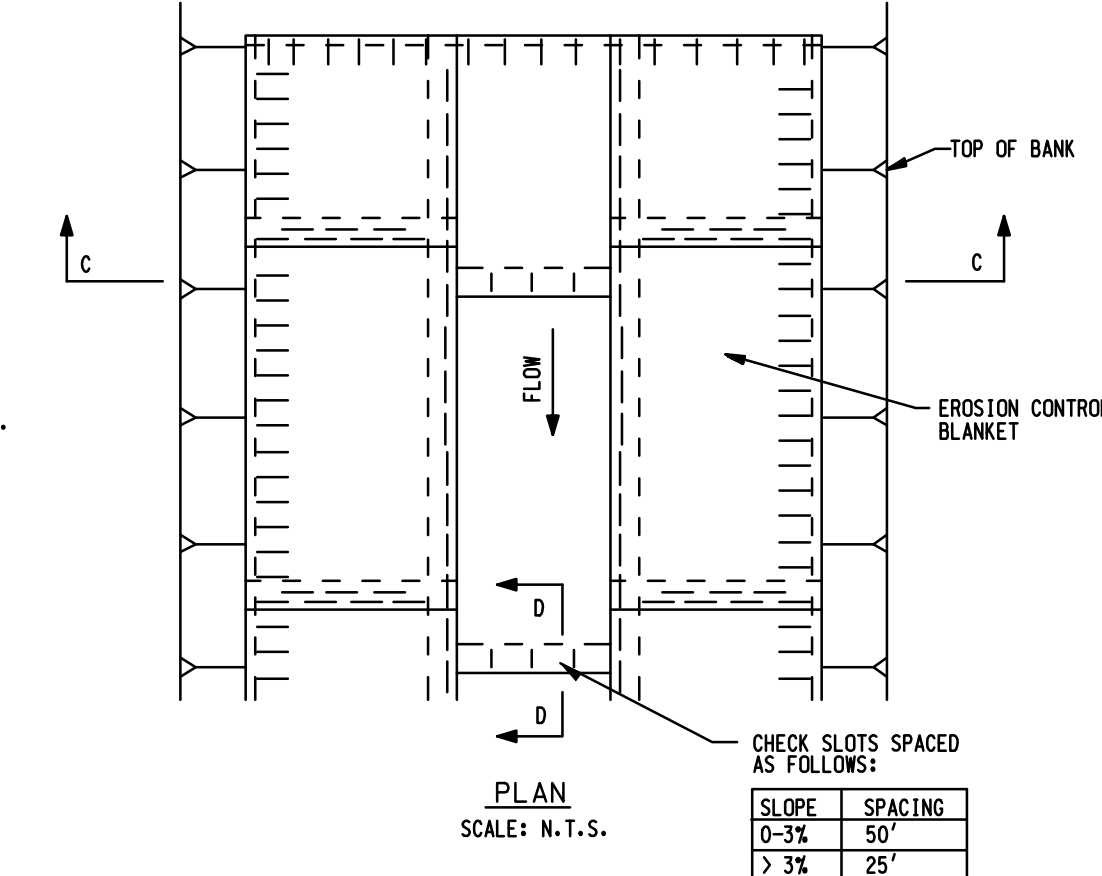 TOP OF BANK
C
C
FLOW
EROSION CONTROL
BLANKET
D
D
CHECK SLOTS SPACED
AS FOLLOWS:
PLAN
SCALE: N.T.S.
SLOPE SPACING
0-3% 50'
> 3% 25'